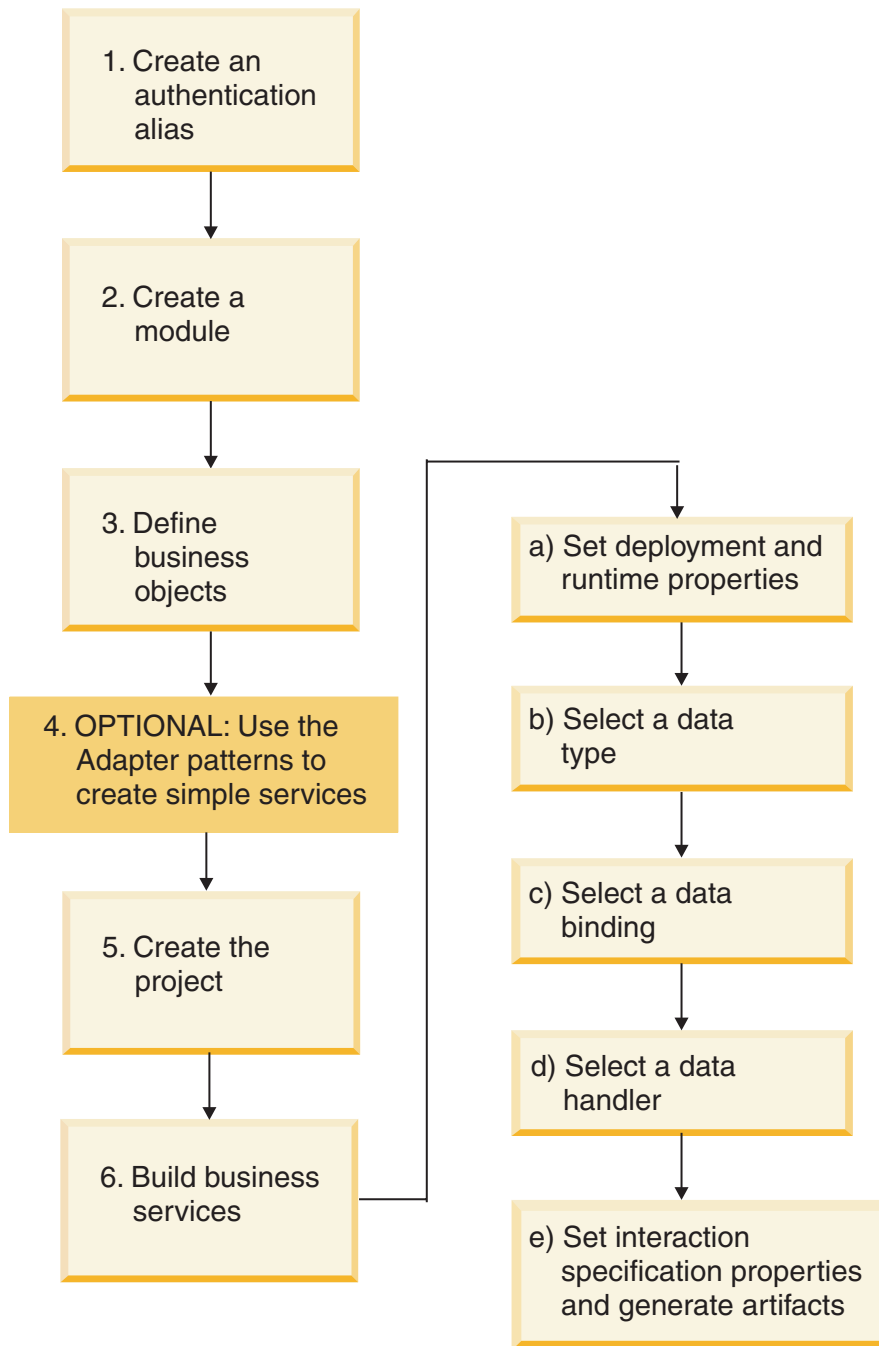 1. Create an
authentication
alias
2. Create a
module
3. Define
business
objects
4. OPTIONAL: Use the
Adapter patterns to
create simple services
5. Create the
project
6. Build business
services
a) Set deployment and
runtime properties
b) Select a data
type
c) Select a data
binding
d) Select a data
handler
e) Set interaction
specification properties
and generate artifacts